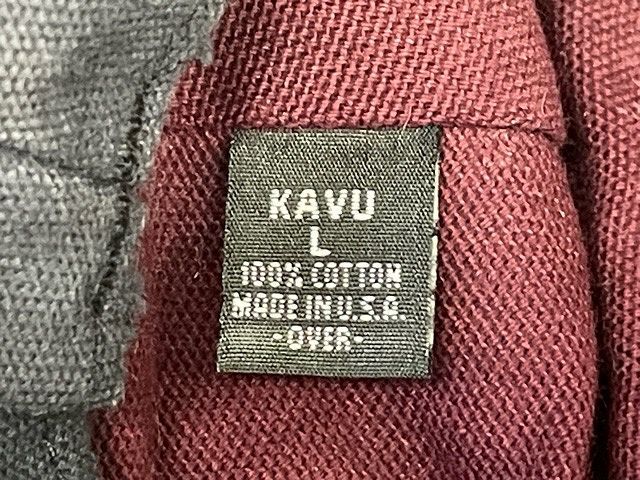 KAVU
L
100% COTTON
MADE IN U.S.A.
-OVER-